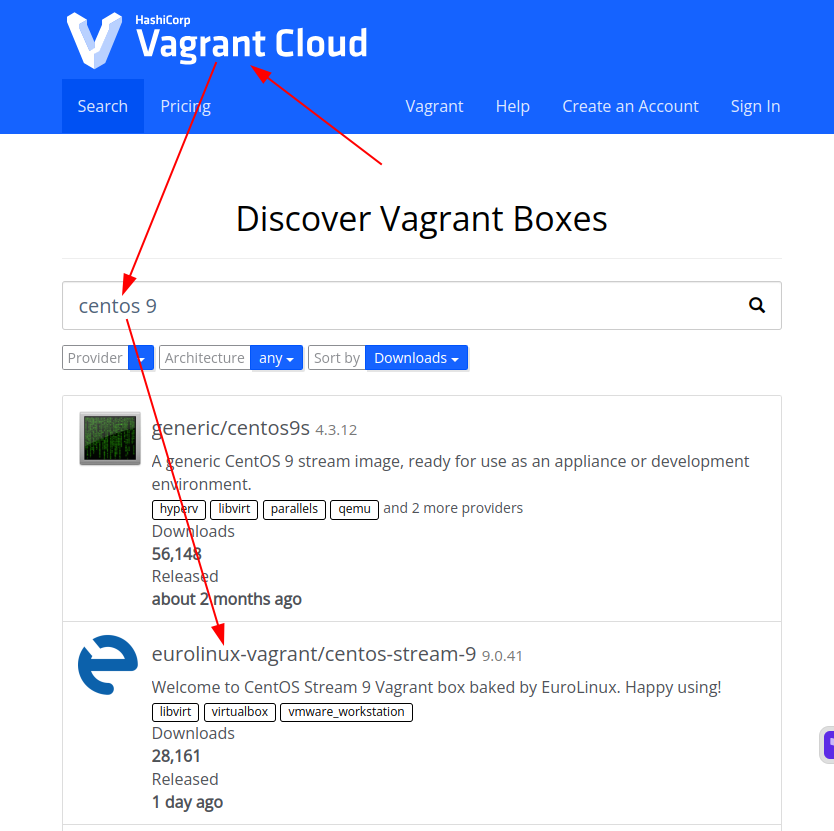 HashiCorp
Vagrant Cloud
Search Pricing Vagrant Help Create an Account Sign In
Discover Vagrant Boxes
centos 9
Provider Architecture any Sort by Downloads
generic/centos9s 4.3.12
A generic CentOS 9 stream image, ready for use as an appliance or development
environment.
hyperv libvirt parallels qemu and 2 more providers
Downloads
56,148
Released
about 2 months ago
eurolinux-vagrant/centos-stream-9 9.0.41
Welcome to CentOS Stream 9 Vagrant box baked by EuroLinux. Happy using!
libvirt virtualbox vmware_workstation
Downloads
28,161
Released
1 day ago